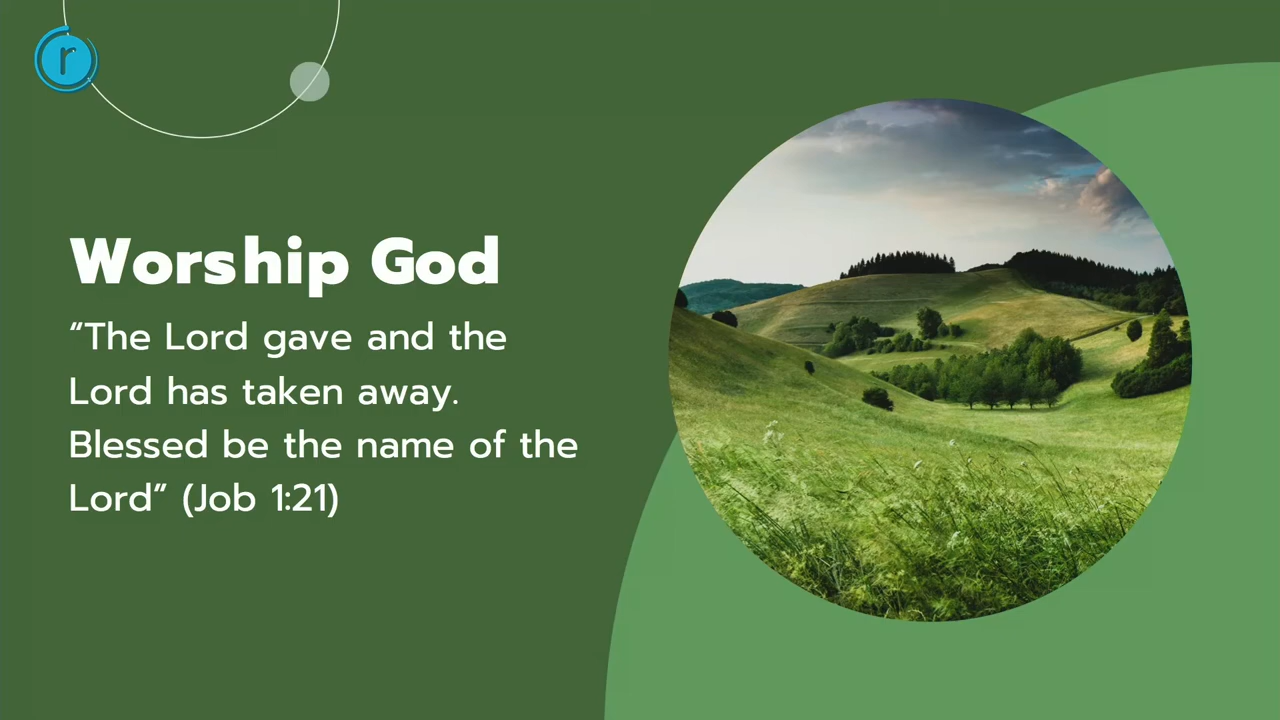 r
Worship God
“The Lord gave and the
Lord has taken away.
Blessed be the name of the
Lord” (Job 1:21)